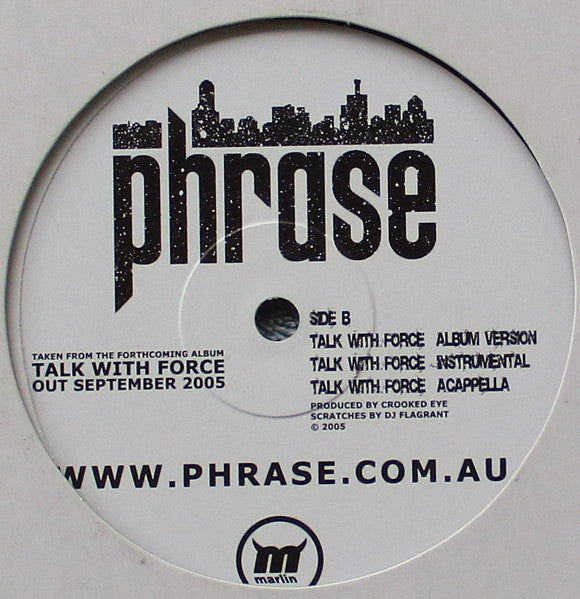 phrase
SIDE B
TALK WITH FORCE ALBUM VERSION
TALK WITH FORCE INSTRUMENTAL
TALK WITH FORCE ACAPPELLA
PRODUCED BY CROOKED EYE
SCRATCHES BY DJ FLAGRANT
© 2005
TAKEN FROM THE FORTHCOMING ALBUM
TALK WITH FORCE
OUT SEPTEMBER 2005
WWW.PHRASE.COM.AU
m
marlin